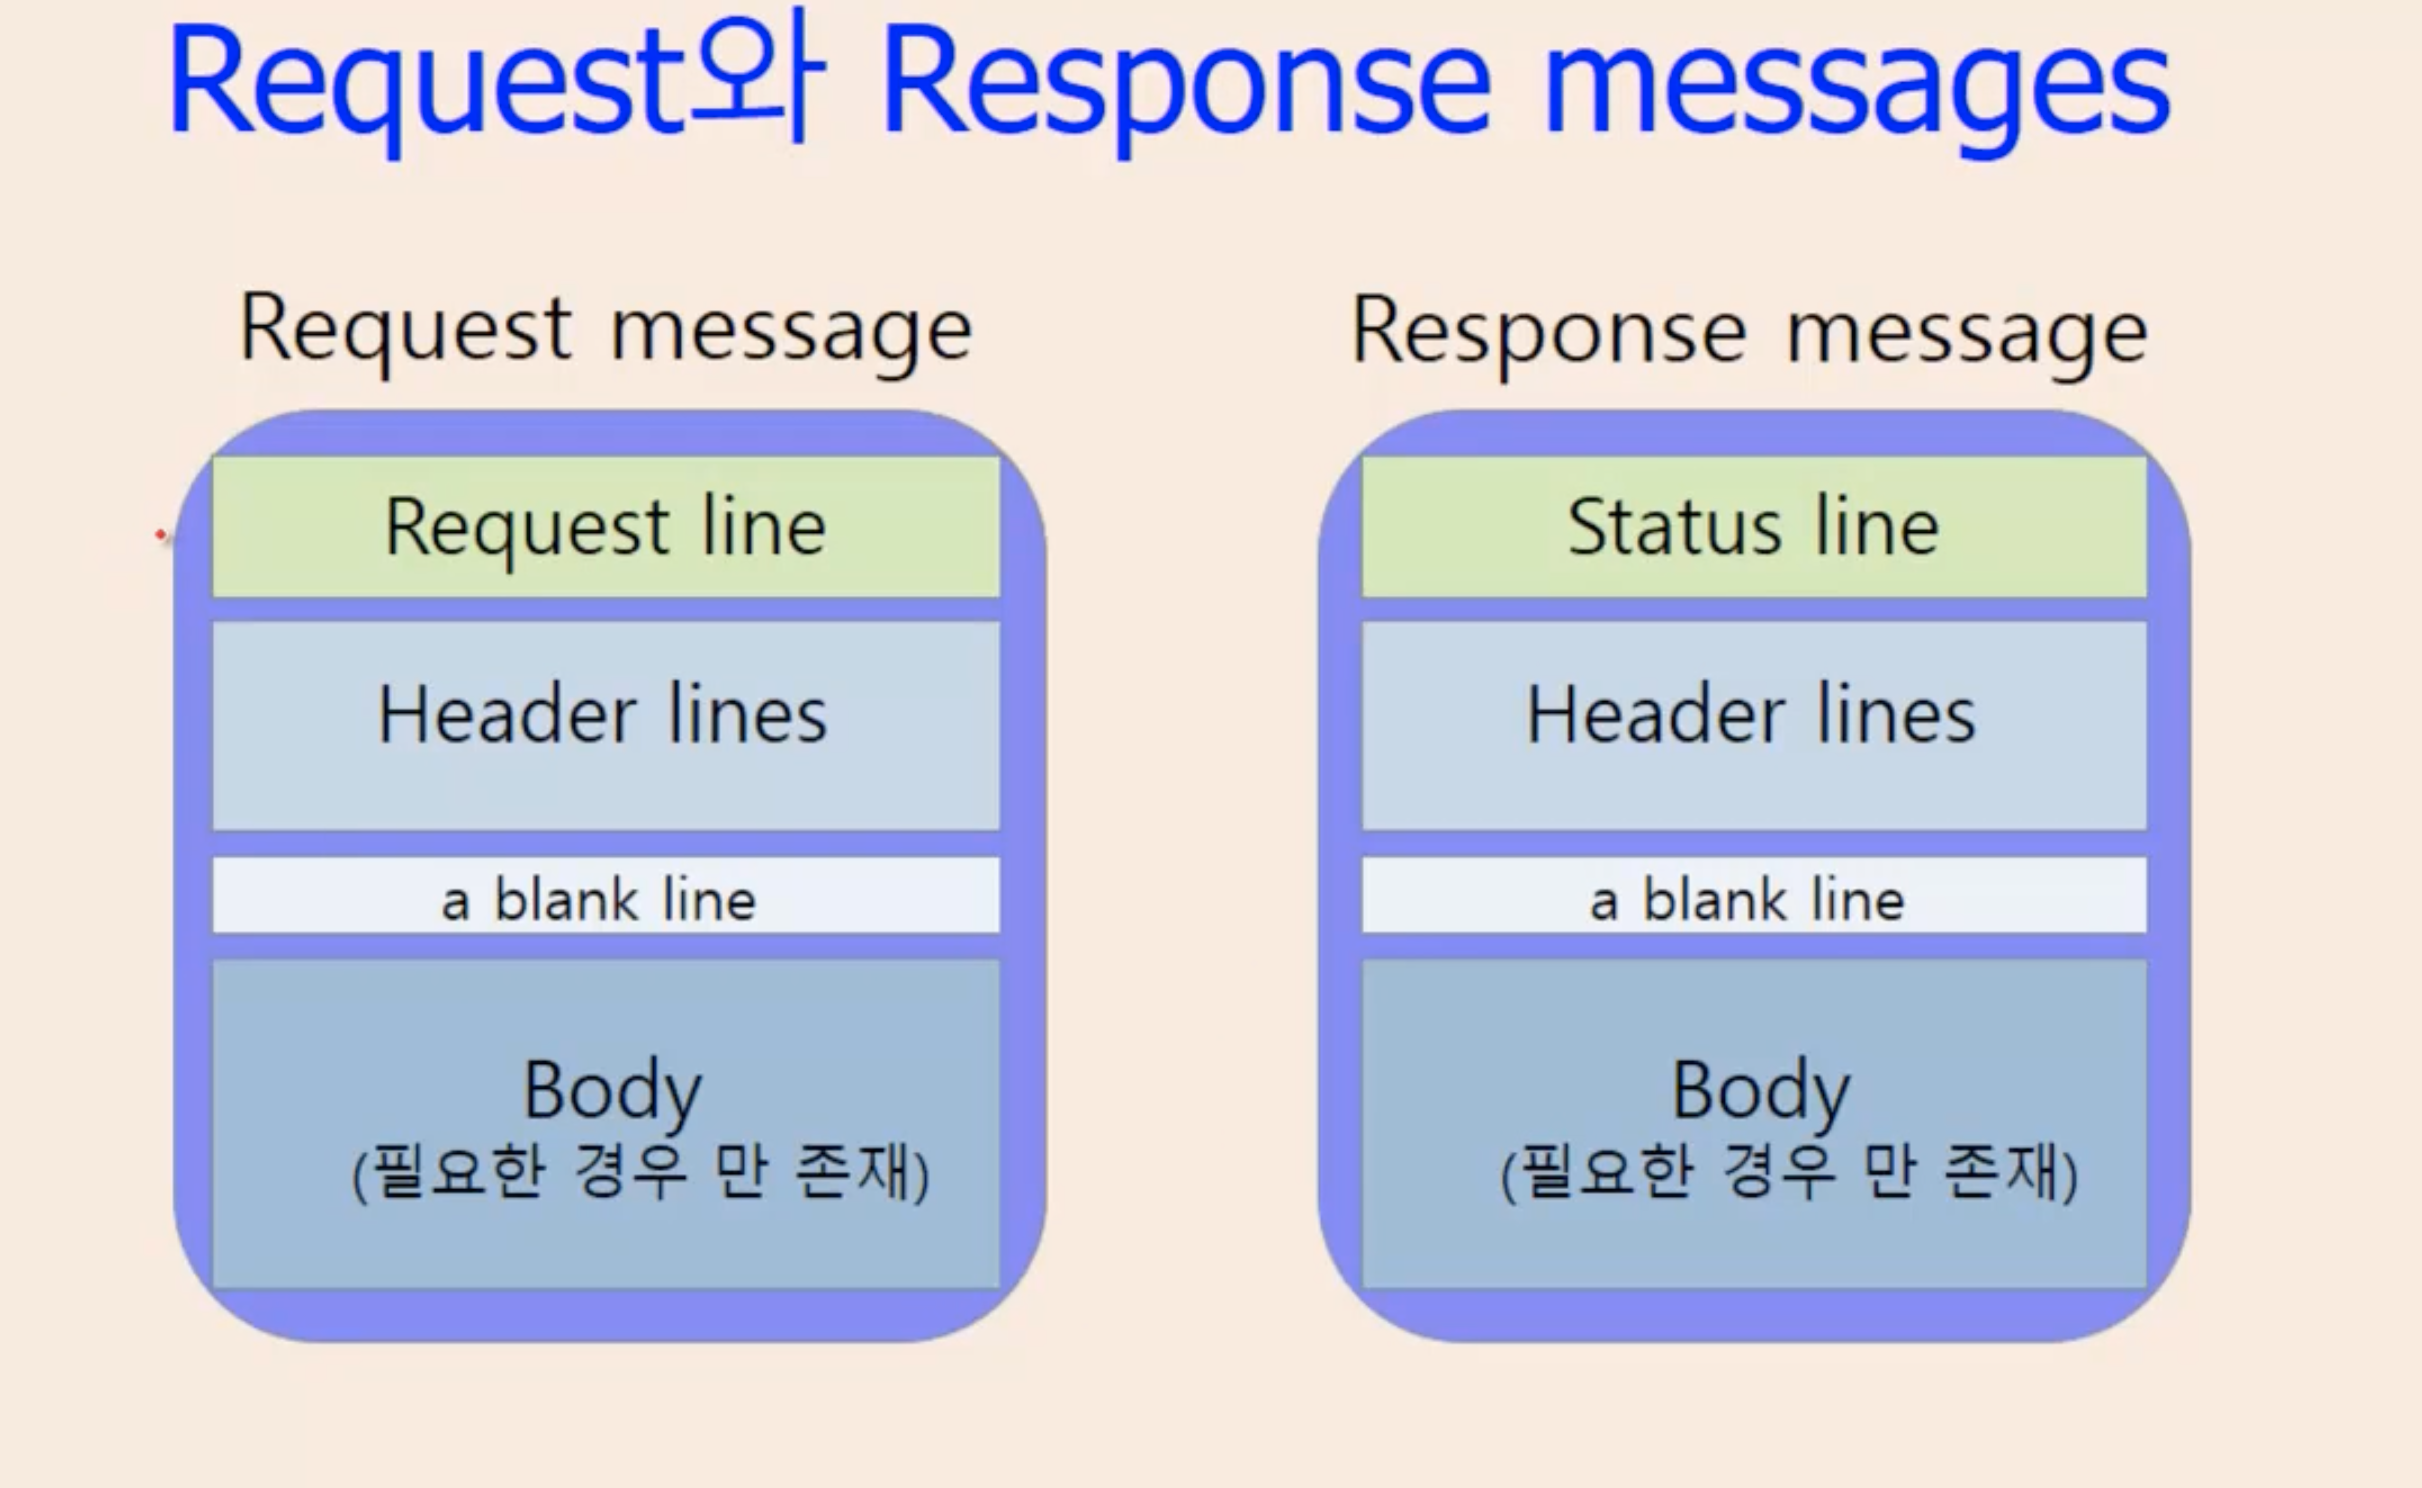 Request와 Response messages
Request message
Request line
Header lines
a blank line
Body
(필요한 경우 만 존재)
Response message
Status line
Header lines
a blank line
Body
(필요한 경우 만 존재)